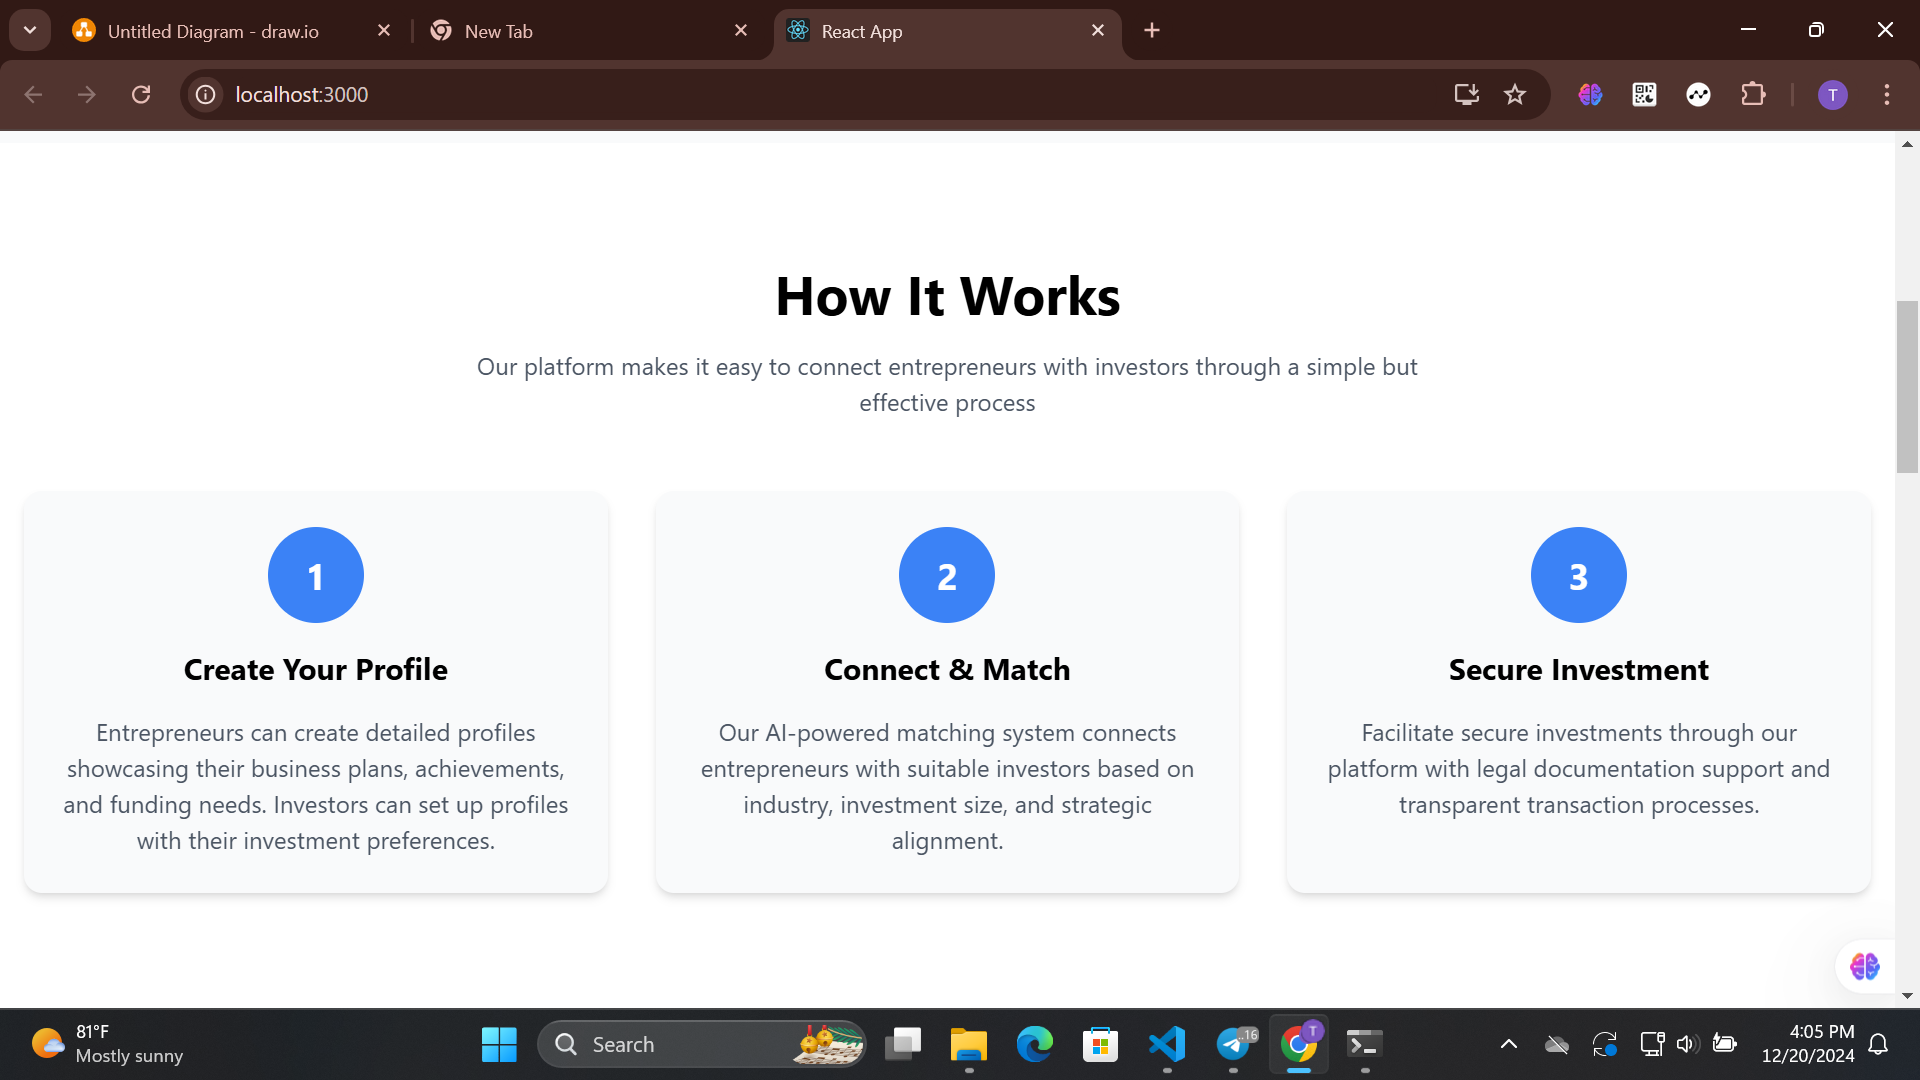 Untitled Diagram - draw.io
New Tab
React App
localhost:3000
T
How It Works
Our platform makes it easy to connect entrepreneurs with investors through a simple but
effective process
1
Create Your Profile
Entrepreneurs can create detailed profiles
showcasing their business plans, achievements,
and funding needs. Investors can set up profiles
with their investment preferences.
2
Connect & Match
Our AI-powered matching system connects
entrepreneurs with suitable investors based on
industry, investment size, and strategic
alignment.
3
Secure Investment
Facilitate secure investments through our
platform with legal documentation support and
transparent transaction processes.
81°F
Mostly sunny
Search
..16
T
4:05 PM
12/20/2024